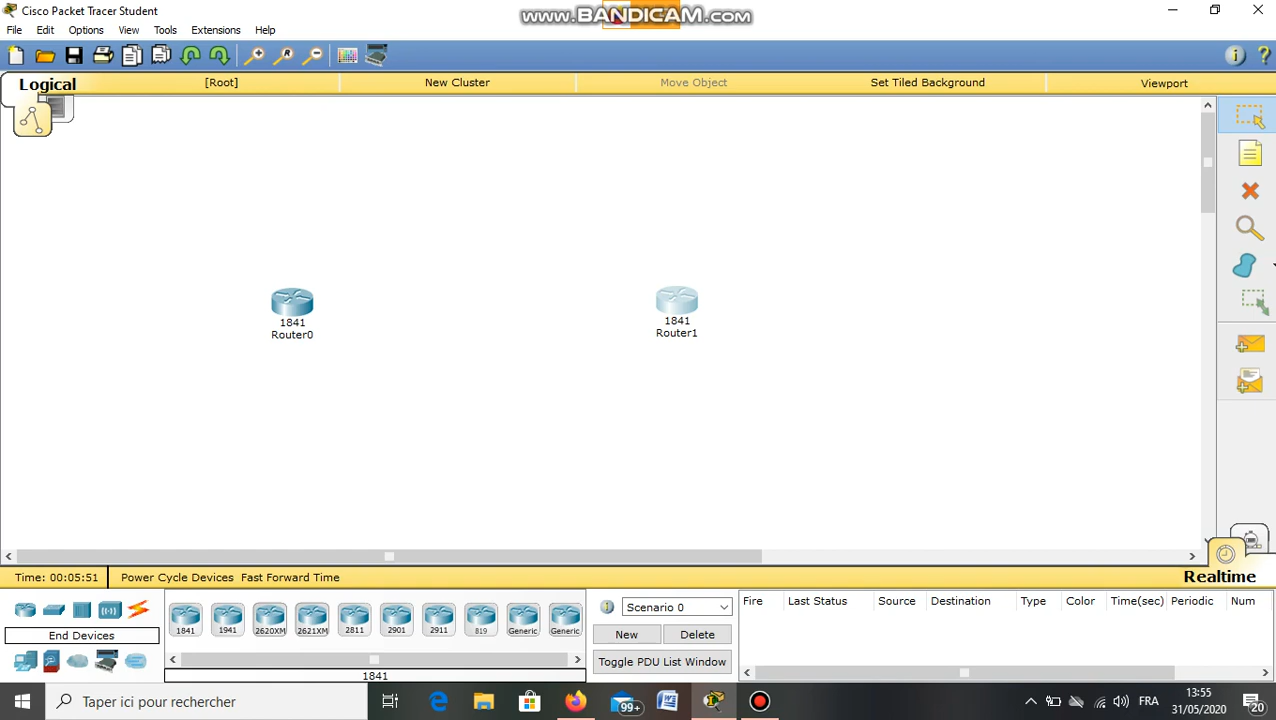 Cisco Packet Tracer Student
www.BANDICAM.com
File Edit Options View Tools Extensions Help
Logical [Root] New Cluster Move Object Set Tiled Background Viewport
1841
Router0
1841
Router1
Time: 00:05:51 Power Cycle Devices Fast Forward Time
Realtime
End Devices
1841 1941 2620XM 2621XM 2811 2901 2911 819 Generic Generic
1841
Scenario 0
New Delete
Toggle PDU List Window
Fire Last Status Source Destination Type Color Time(sec) Periodic Num
Taper ici pour rechercher
99+
FRA
13:55
31/05/2020
20